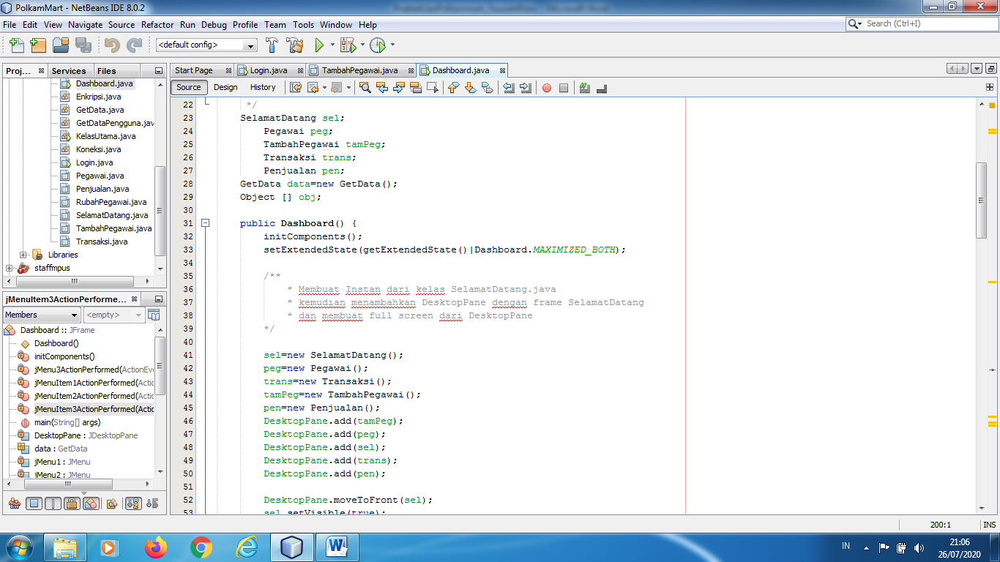 PolkamMart - NetBeans IDE 8.0.2
File Edit View Navigate Source Refactor Run Debug Profile Team Tools Window Help
Search (Ctrl+I)
<default config>
Proj... Services Files
Start Page Login.java TambahPegawai.java Dashboard.java
Source Design History
Dashboard.java
Enkripsi.java
GetData.java
GetDataPengguna.jav
KelasUtama.java
Koneksi.java
Login.java
Pegawai.java
Penjualan.java
RubahPegawai.java
SelamatDatang.java
TambahPegawai.java
Transaksi.java
Libraries
staffmpus
jMenuItem3ActionPerforme...
Members <empty>
Dashboard :: JFrame
Dashboard()
initComponents()
jMenu3ActionPerformed(ActionEve
jMenuItem1ActionPerformed(Actic
jMenuItem2ActionPerformed(Actic
jMenuItem3ActionPerformed(Actic
main(String[] args)
DesktopPane : JDesktopPane
data : GetData
jMenu1 : JMenu
jMenu2 : JMenu
22 */
23 SelamatDatang sel;
24 Pegawai peg;
25 TambahPegawai tamPeg;
26 Transaksi trans;
27 Penjualan pen;
28 GetData data=new GetData();
29 Object [] obj;
30
31 public Dashboard() {
32 initComponents();
33 setExtendedState(getExtendedState()|Dashboard.MAXIMIZED_BOTH);
34
35 /**
36 * Membuat Instan dari kelas SelamatDatang.java
37 * kemudian menambahkan DesktopPane dengan frame SelamatDatang
38 * dan membuat full screen dari DesktopPane
39 */
40
41 sel=new SelamatDatang();
42 peg=new Pegawai();
43 trans=new Transaksi();
44 tamPeg=new TambahPegawai();
45 pen=new Penjualan();
46 DesktopPane.add(tamPeg);
47 DesktopPane.add(peg);
48 DesktopPane.add(sel);
49 DesktopPane.add(trans);
50 DesktopPane.add(pen);
51
52 DesktopPane.moveToFront(sel);
53 sel.setVisible(true);
200:1 INS
IN
21:06
26/07/2020